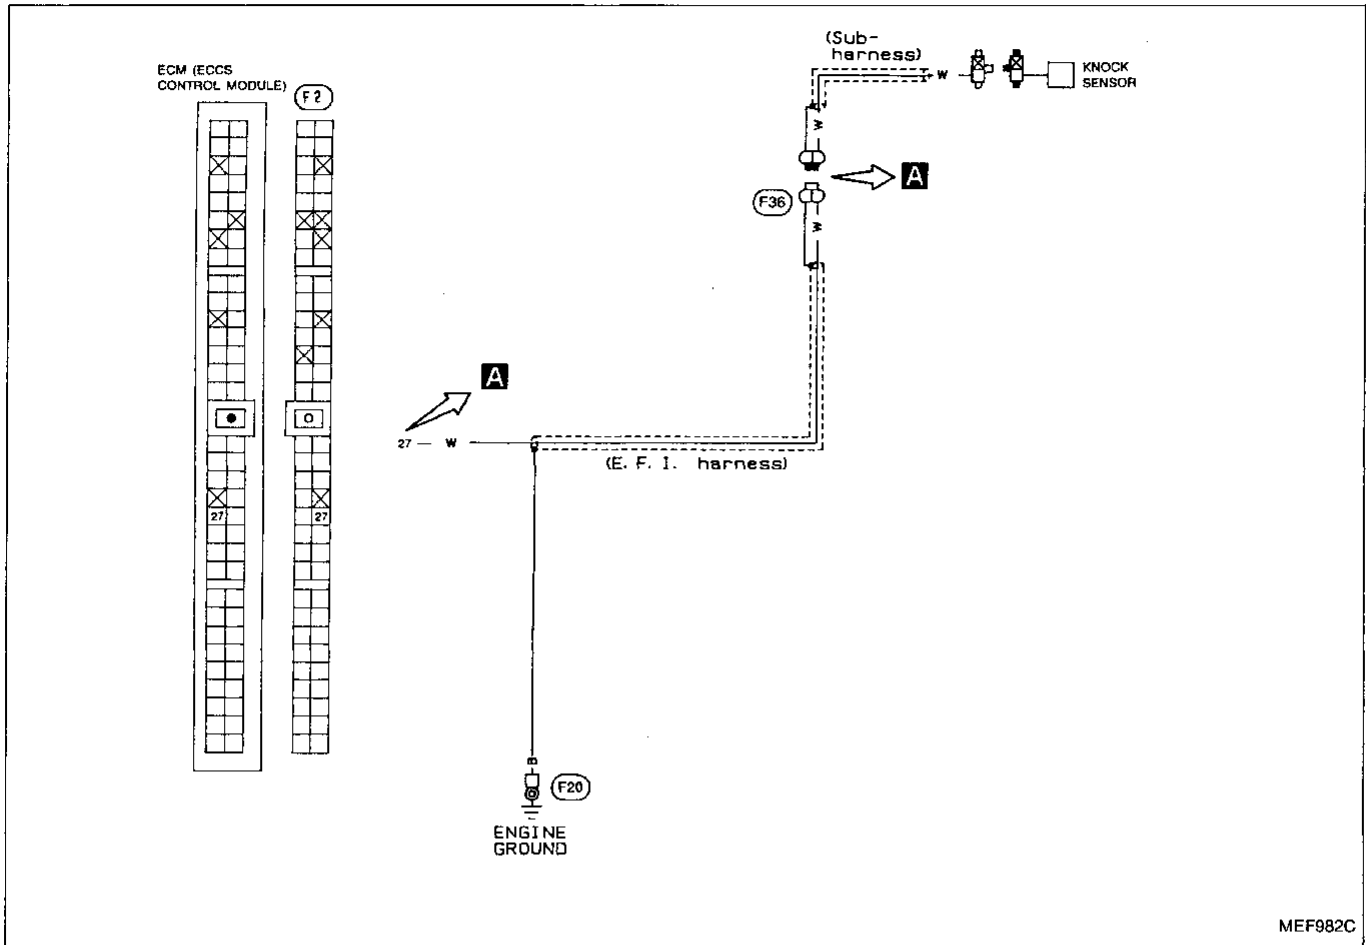 (Sub-
harness)
W
KNOCK
SENSOR
ECM (ECCS
CONTROL MODULE)
F2
W
A
F36
W
A
27 — W
(E. F. I. harness)
27
27
B
F20
ENGINE
GROUND
MEF982C